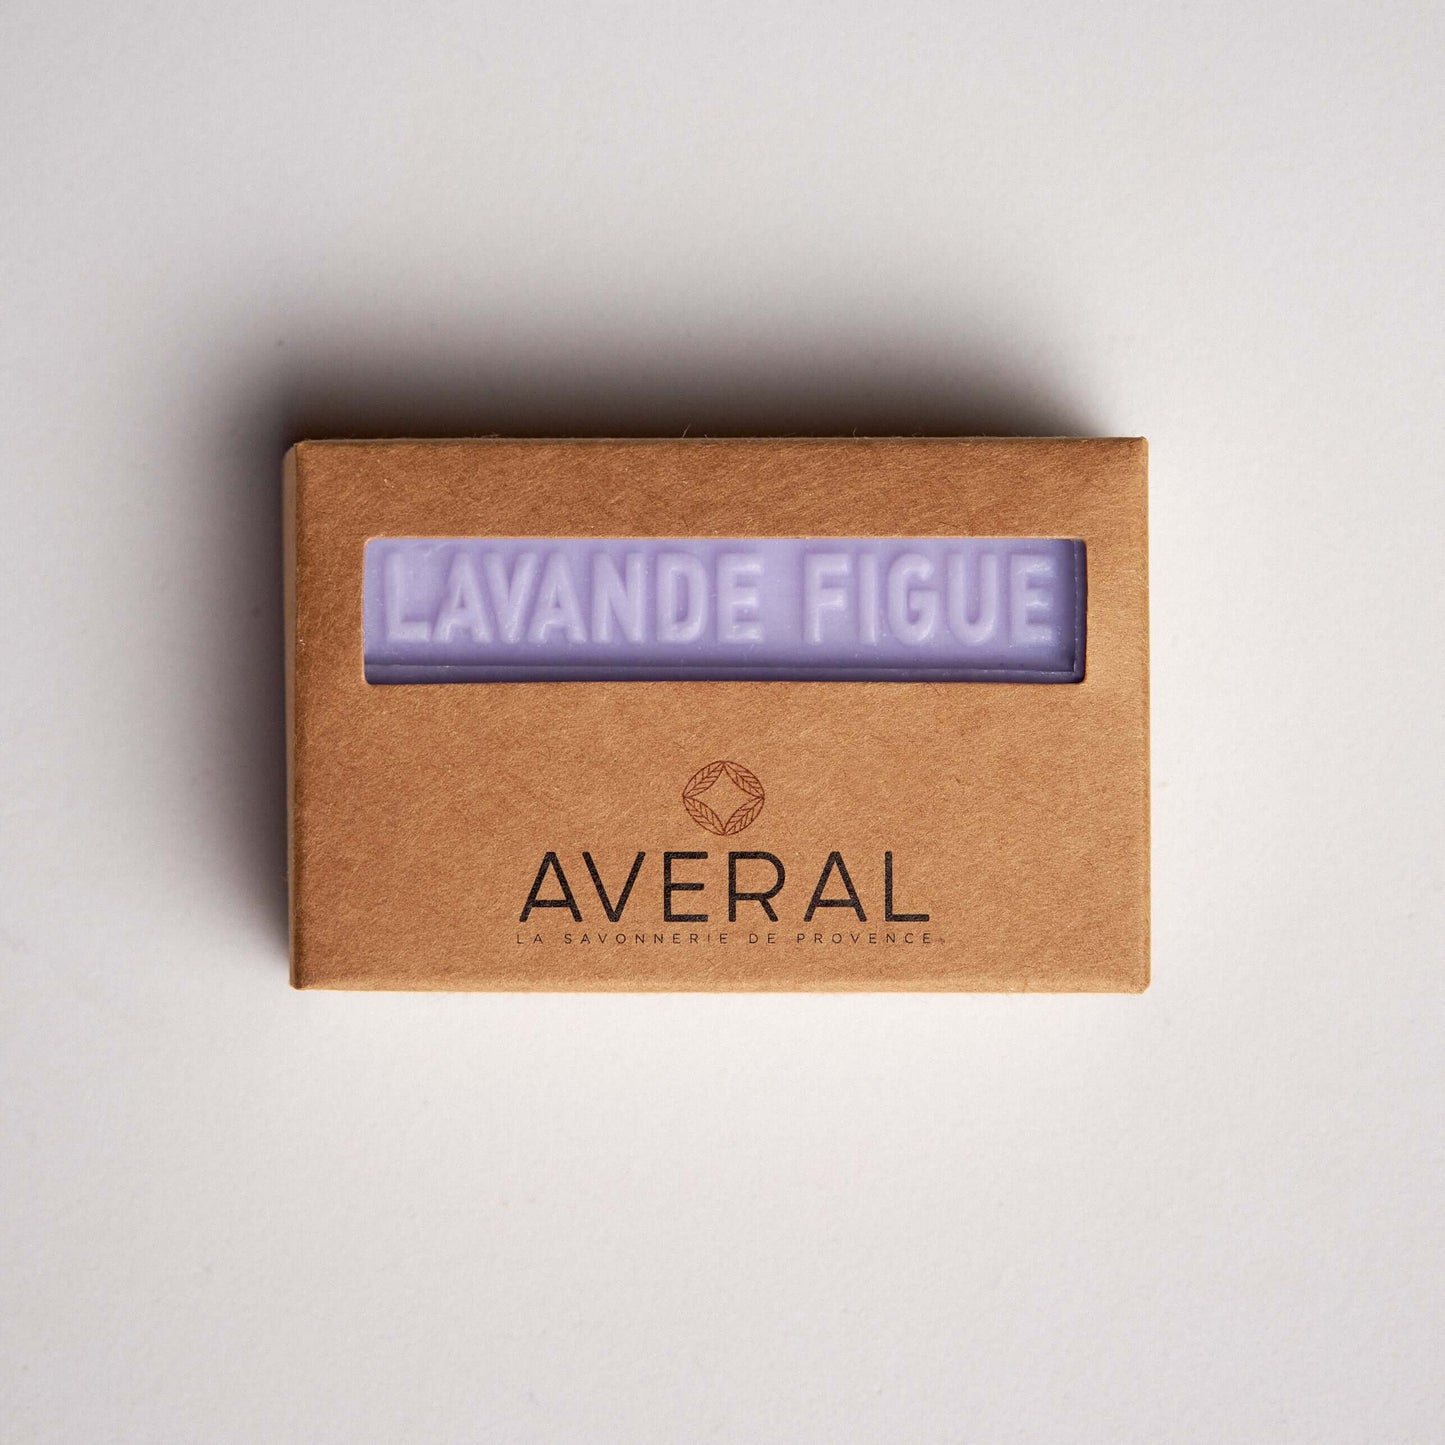 LAVANDE FIGUE
AVERAL
LA SAVONNERIE DE PROVENCE